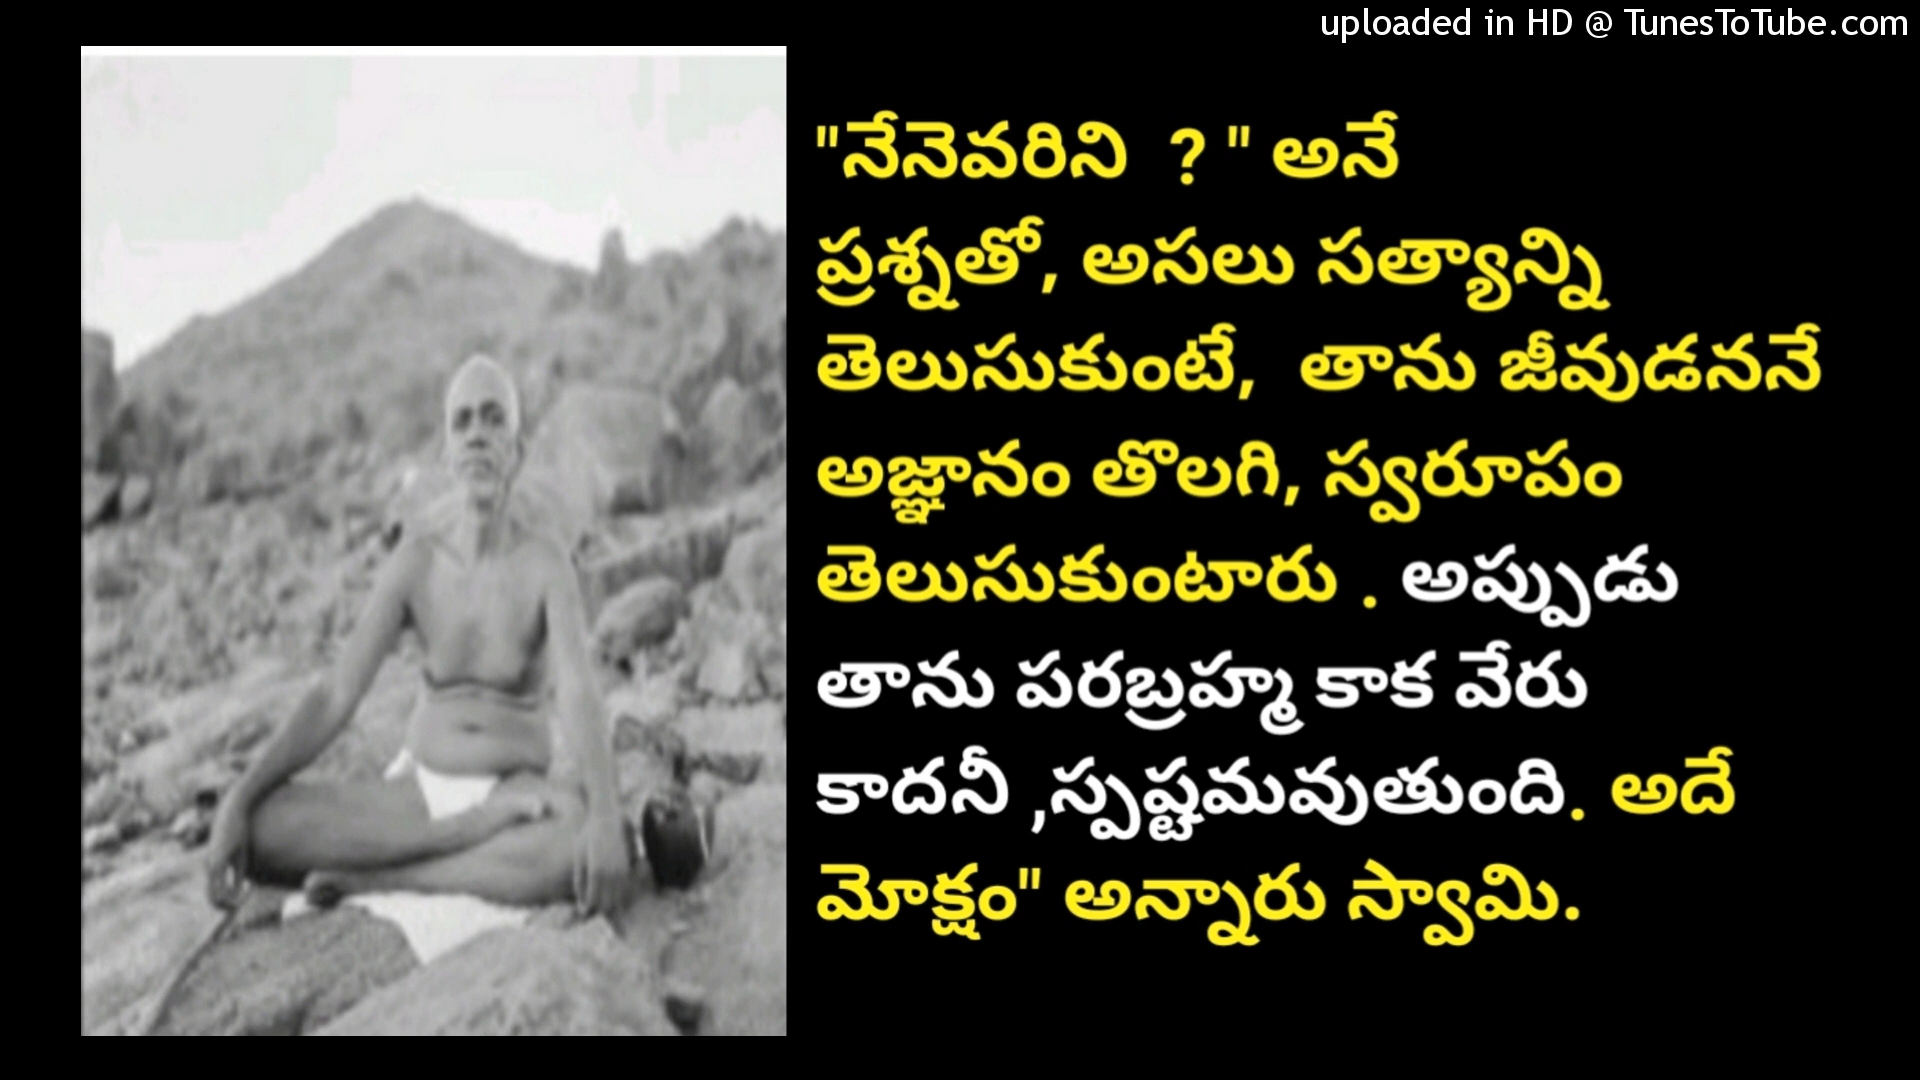 uploaded in HD @ TunesToTube.com
"నేనెవరిని ? " అనే
ప్రశ్నతో, అసలు సత్యాన్ని
తెలుసుకుంటే, తాను జీవుడననే
అజ్ఞానం తొలగి, స్వరూపం
తెలుసుకుంటారు . అప్పుడు
తాను పరబ్రహ్మ కాక వేరు
కాదనీ ,స్పష్టమవుతుంది. అదే
మోక్షం" అన్నారు స్వామి.